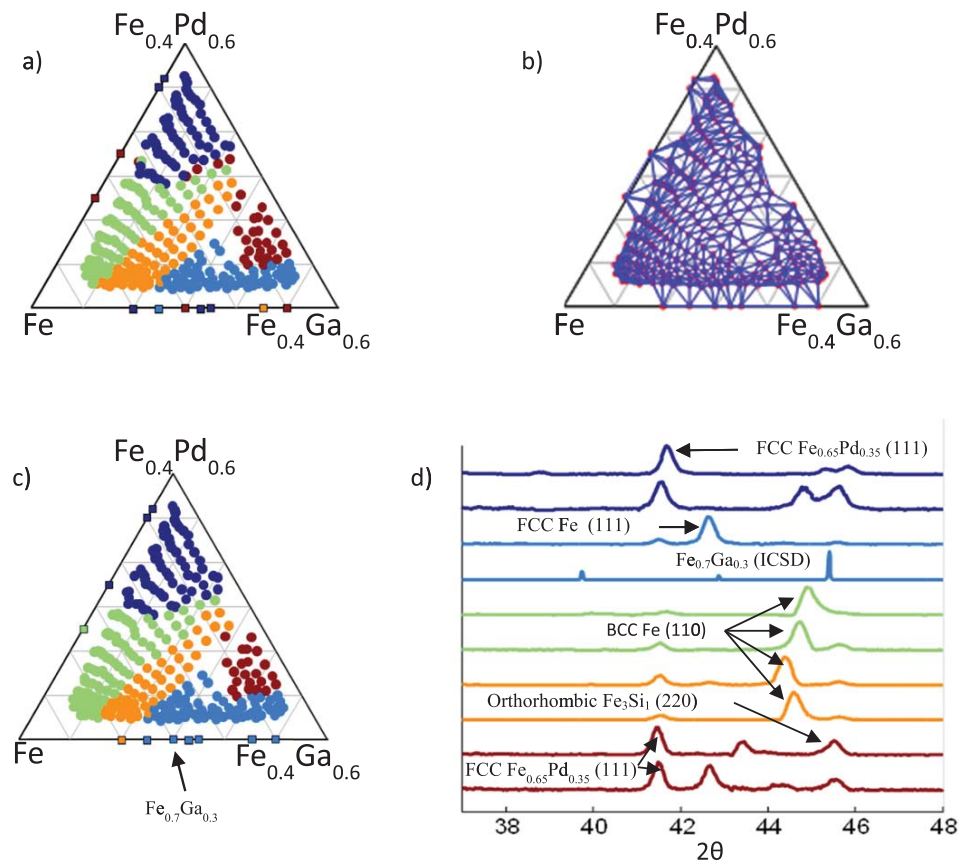 a)
Fe0.4Pd0.6
Fe
Fe0.4Ga0.6
b)
Fe0.4Pd0.6
Fe
Fe0.4Ga0.6
c)
Fe0.4Pd0.6
Fe
Fe0.4Ga0.6
Fe0.7Ga0.3
d)
FCC Fe0.65Pd0.35 (111)
FCC Fe (111)
Fe0.7Ga0.3 (ICSD)
BCC Fe (110)
Orthorhombic Fe3Si1 (220)
FCC Fe0.65Pd0.35 (111)
38 40 42 44 46 48
2θ